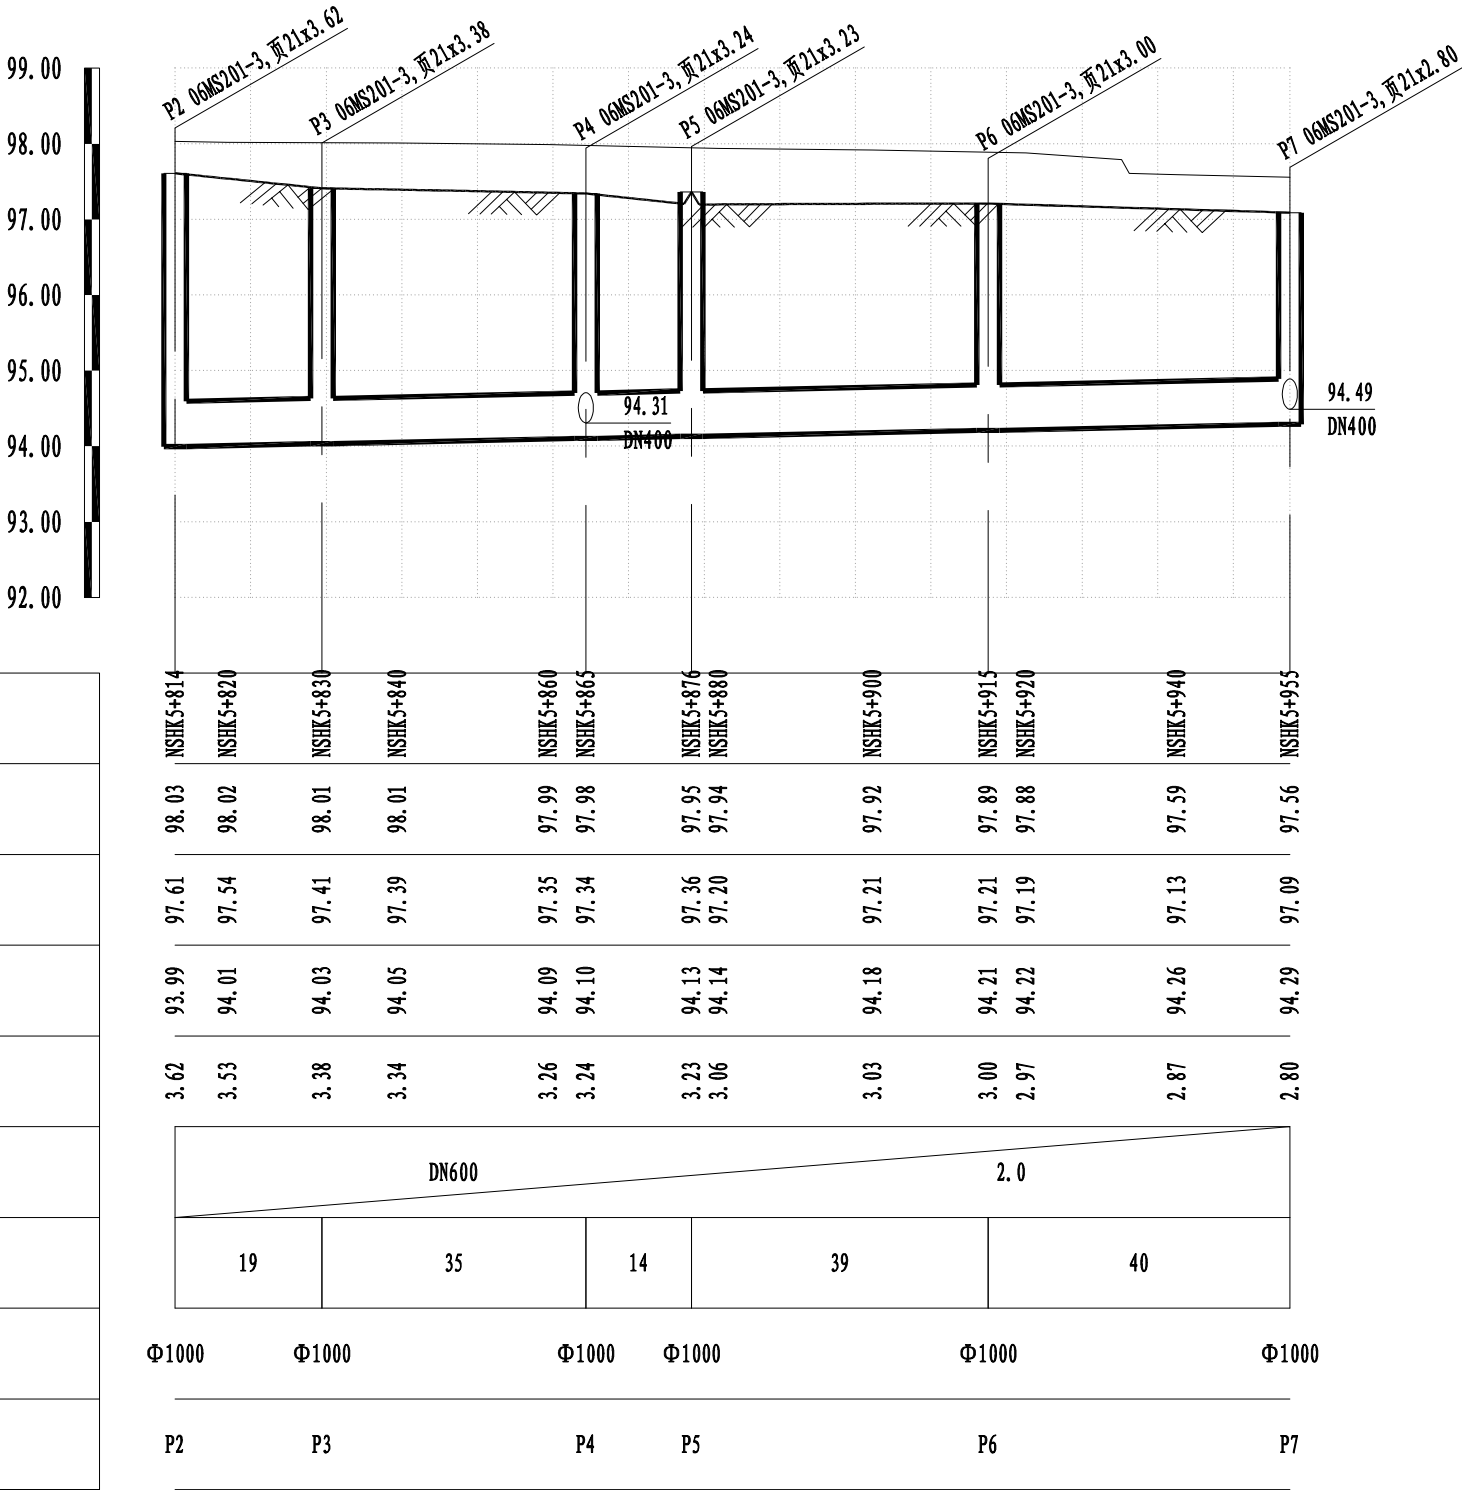 P2 06MS201-3,页21x3.62
P3 06MS201-3,页21x3.38
P4 06MS201-3,页21x3.24
P5 06MS201-3,页21x3.23
P6 06MS201-3,页21x3.00
P7 06MS201-3,页21x2.80
99.00
98.00
97.00
96.00
95.00
94.00
93.00
92.00
94.31
DN400
94.49
DN400
NSHK5+814 NSHK5+820 NSHK5+830 NSHK5+840 NSHK5+860 NSHK5+865 NSHK5+876 NSHK5+880 NSHK5+900 NSHK5+915 NSHK5+920 NSHK5+940 NSHK5+955
98.03 98.02 98.01 98.01 97.99 97.98 97.95 97.94 97.92 97.89 97.88 97.59 97.56
97.61 97.54 97.41 97.39 97.35 97.34 97.36 97.20 97.21 97.21 97.19 97.13 97.09
93.99 94.01 94.03 94.05 94.09 94.10 94.13 94.14 94.18 94.21 94.22 94.26 94.29
3.62 3.53 3.38 3.34 3.26 3.24 3.23 3.06 3.03 3.00 2.97 2.87 2.80
DN600 2.0
19 35 14 39 40
Φ1000 Φ1000 Φ1000 Φ1000 Φ1000 Φ1000
P2 P3 P4 P5 P6 P7